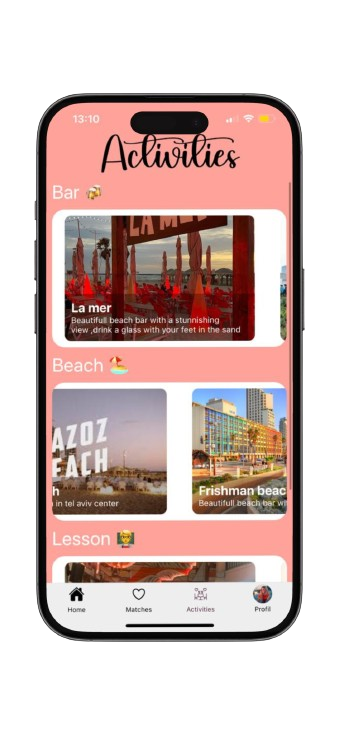 13:10
Activities
Bar
LA MER
La mer
Beautifull beach bar with a stunnishing
view ,drink a glass with your feet in the sand
Beach
AZOZ
EACH
h
in tel aviv center
Frishman beac
Beautifull beach bar wit
Lesson
Home
Matches
Activities
Profil